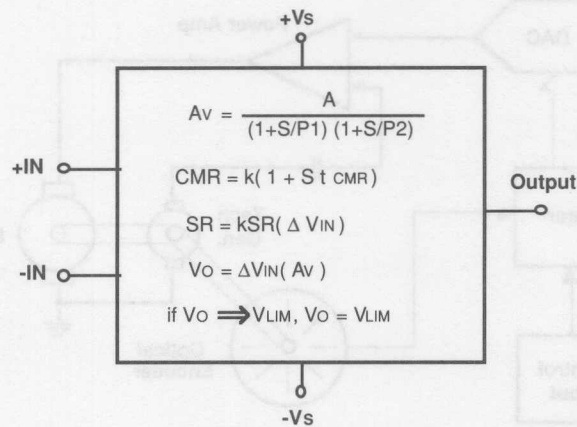 +Vs
Av = A / (1+S/P1) (1+S/P2)
+IN
CMR = k( 1 + S t CMR)
Output
SR = kSR( Δ VIN)
-IN
VO = ΔVIN( AV )
if VO ⟹ VLIM, VO = VLIM
-Vs